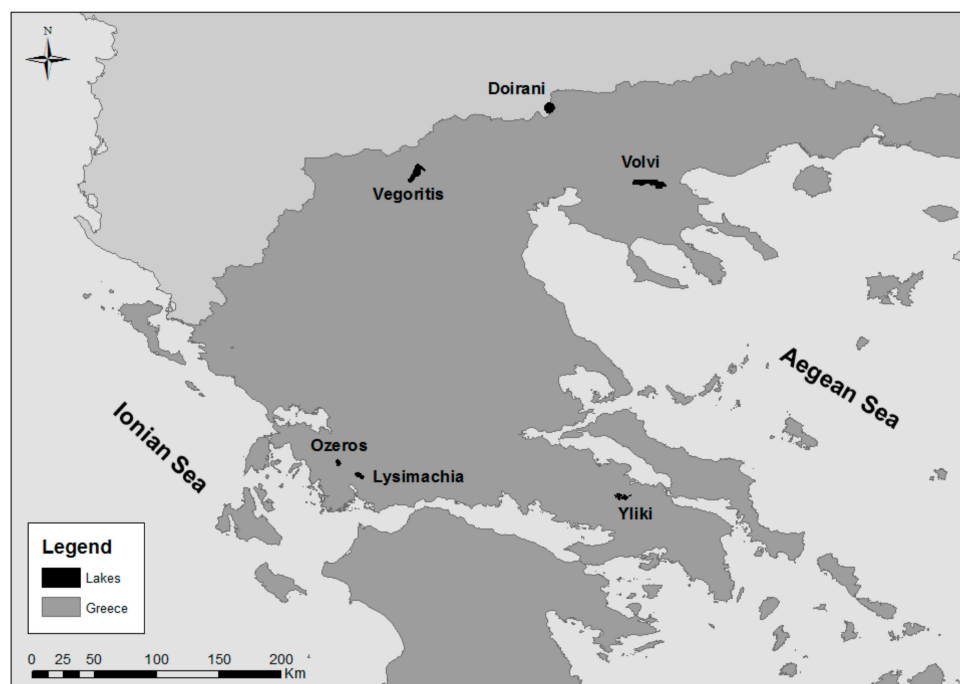 N
Doirani
Volvi
Vegoritis
Aegean Sea
Ionian Sea
Ozeros
Lysimachia
Yliki
Legend
Lakes
Greece
0 25 50 100 150 200
Km